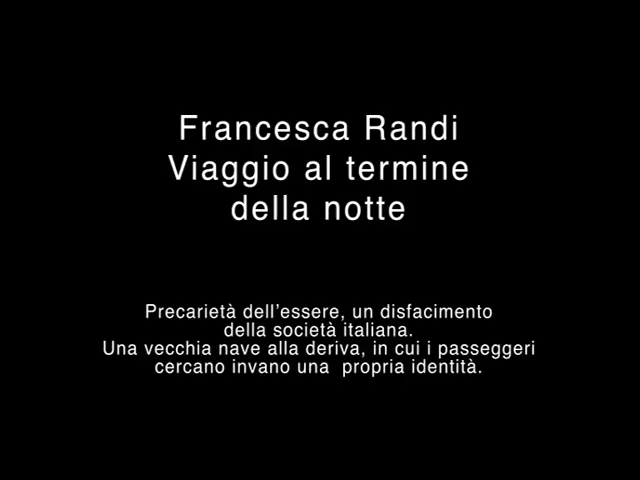 Francesca Randi
Viaggio al termine
della notte
Precarietà dell'essere, un disfacimento
della società italiana.
Una vecchia nave alla deriva, in cui i passeggeri
cercano invano una  propria identità.